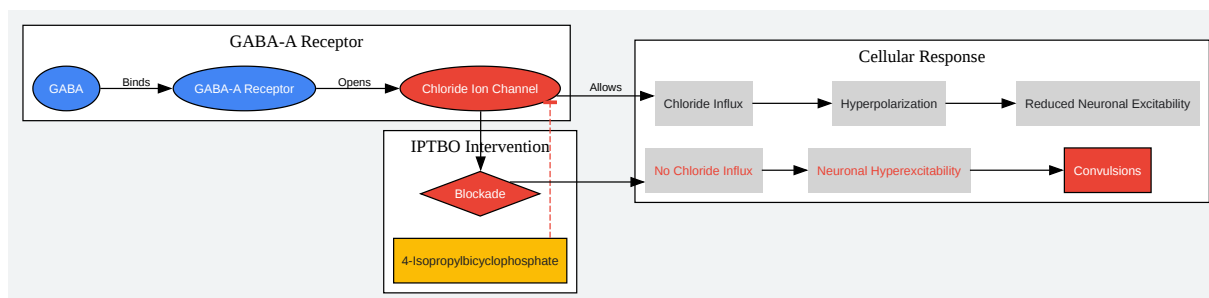 GABA-A Receptor
GABA
Binds
GABA-A Receptor
Opens
Chloride Ion Channel
Allows
Cellular Response
Chloride Influx
Hyperpolarization
Reduced Neuronal Excitability
IPTBO Intervention
Blockade
No Chloride Influx
Neuronal Hyperexcitability
Convulsions
4-Isopropylbicyclophosphate